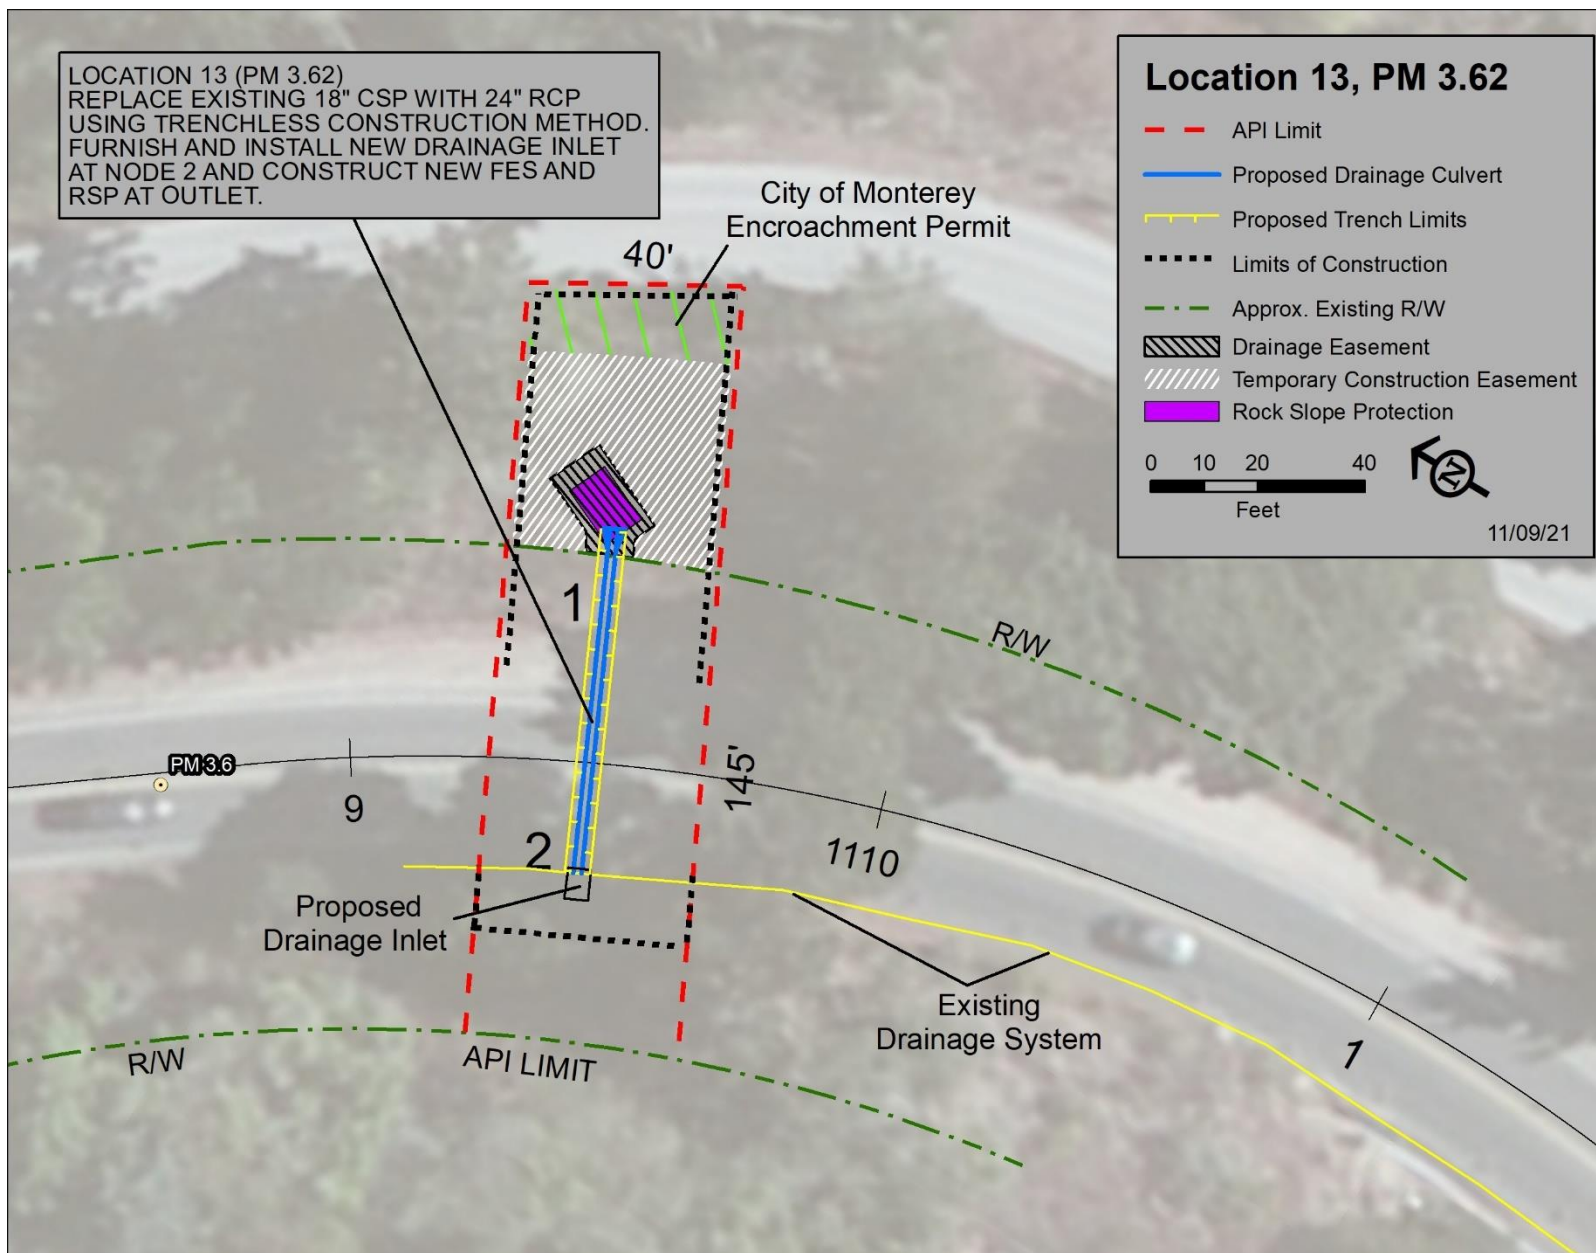 LOCATION 13 (PM 3.62)
REPLACE EXISTING 18" CSP WITH 24" RCP
USING TRENCHLESS CONSTRUCTION METHOD.
FURNISH AND INSTALL NEW DRAINAGE INLET
AT NODE 2 AND CONSTRUCT NEW FES AND
RSP AT OUTLET.
Location 13, PM 3.62
API Limit
Proposed Drainage Culvert
Proposed Trench Limits
Limits of Construction
Approx. Existing R/W
Drainage Easement
Temporary Construction Easement
Rock Slope Protection
0 10 20 40
Feet
N
11/09/21
City of Monterey
Encroachment Permit
40'
1
R/W
PM 3.6
9
145'
2
1110
Proposed
Drainage Inlet
Existing
Drainage System
1
R/W
API LIMIT